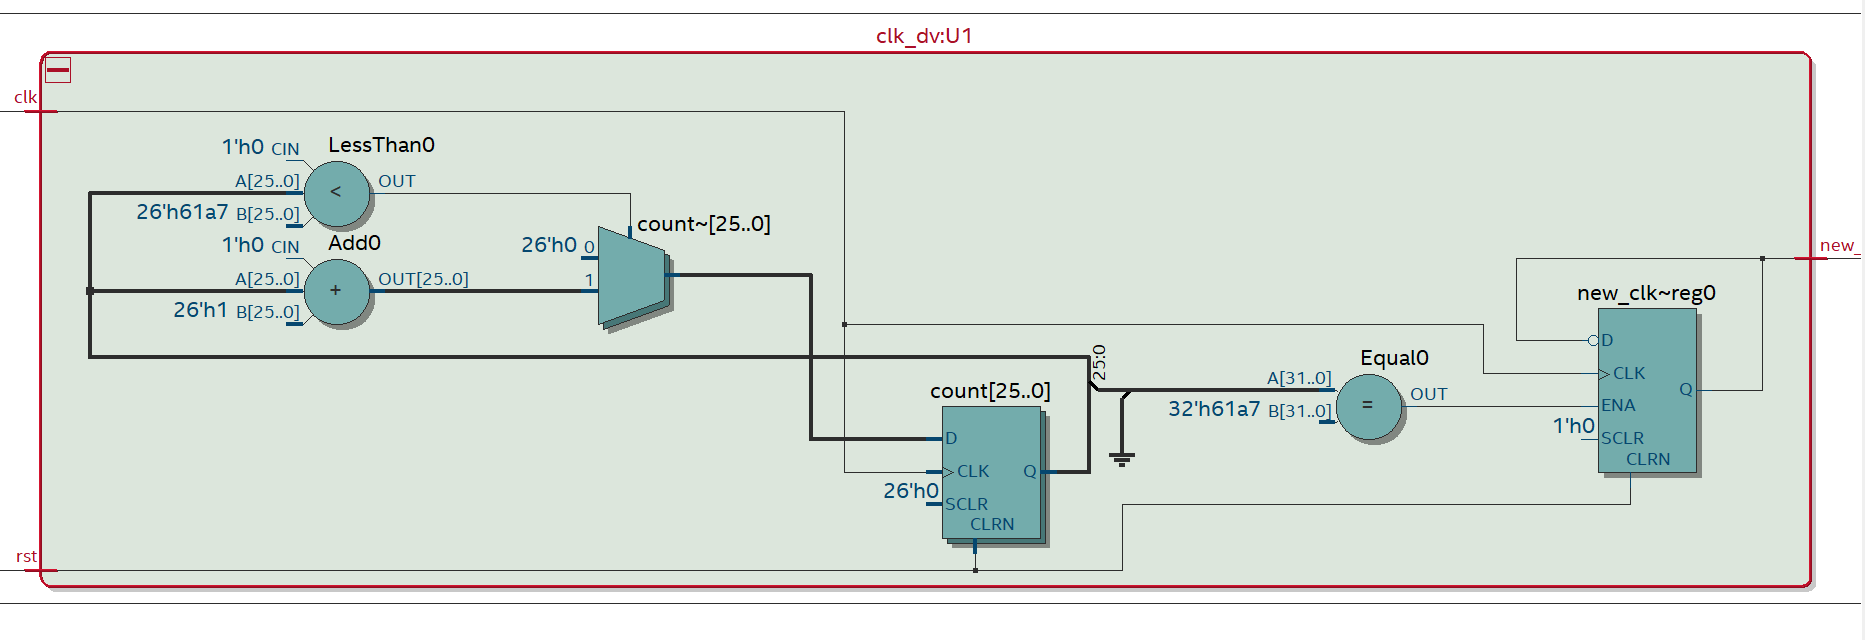 clk_dv:U1
clk
LessThan0
1'h0 CIN
A[25..0] < OUT
26'h61a7 B[25..0]
count~[25..0]
1'h0 CIN Add0
26'h0 0
A[25..0] + OUT[25..0] 1
26'h1 B[25..0]
new_
new_clk~reg0
D
25:0
Equal0
CLK
A[31..0] = OUT
Q
count[25..0]
32'h61a7 B[31..0]
ENA
1'h0 SCLR
CLRN
D
CLK Q
26'h0 SCLR
CLRN
rst